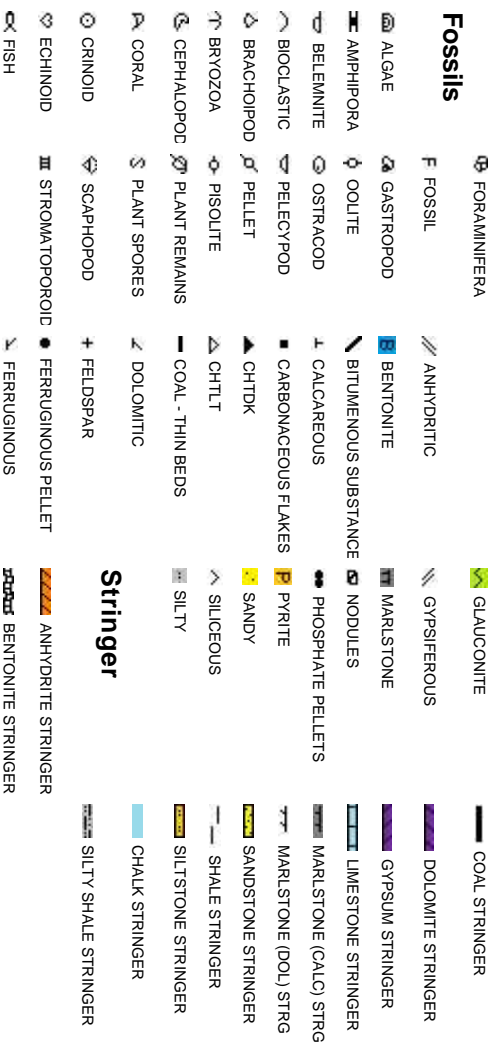 Fossils
ALGAE
AMPHIPORA
BELEMNITE
BIOCLASTIC
BRACHOIPOD
BRYOZOA
CEPHALOPOD
CORAL
CRINOID
ECHINOID
FISH
FORAMINIFERA
F FOSSIL
GASTROPOD
OOLITE
OSTRACOD
PELECYPOD
PELLET
PISOLITE
PLANT REMAINS
PLANT SPORES
SCAPHOPOD
STROMATOPOROID
ANHYDRITIC
B BENTONITE
BITUMENOUS SUBSTANCE
CALCAREOUS
CARBONACEOUS FLAKES
CHTDK
CHTLT
COAL - THIN BEDS
DOLOMITIC
FELDSPAR
FERRUGINOUS PELLET
FERRUGINOUS
GLAUCONITE
GYPSIFEROUS
MARLSTONE
NODULES
PHOSPHATE PELLETS
P PYRITE
SANDY
SILICEOUS
SILTY
Stringer
ANHYDRITE STRINGER
BENTONITE STRINGER
COAL STRINGER
DOLOMITE STRINGER
GYPSUM STRINGER
LIMESTONE STRINGER
MARLSTONE (CALC) STRG
MARLSTONE (DOL) STRG
SANDSTONE STRINGER
SHALE STRINGER
SILTSTONE STRINGER
CHALK STRINGER
SILTY SHALE STRINGER